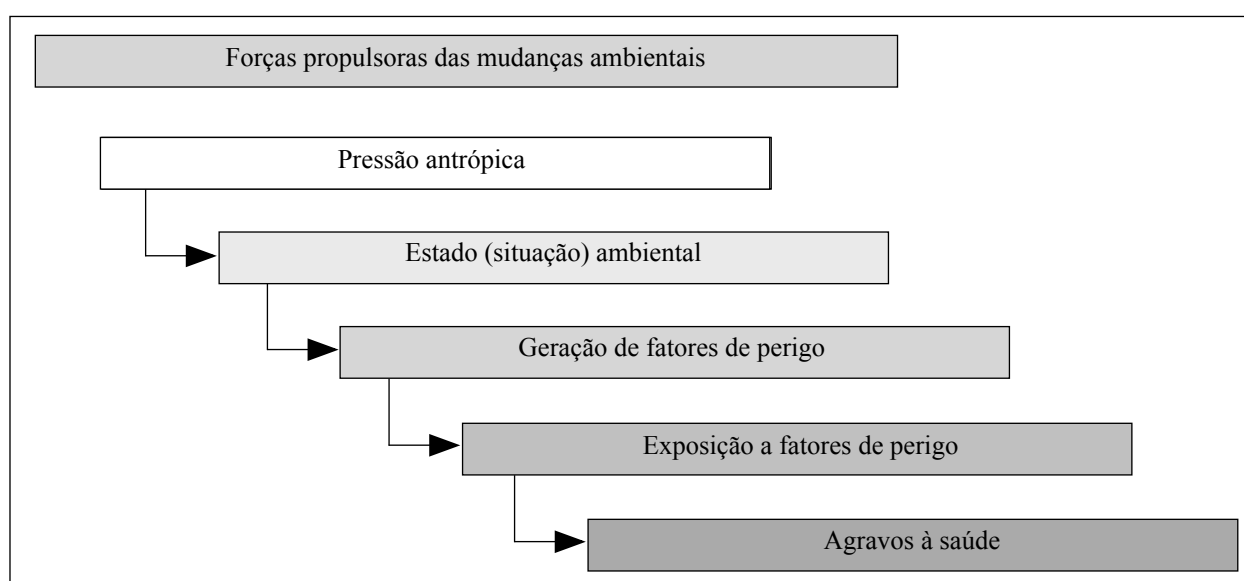 Forças propulsoras das mudanças ambientais
Pressão antrópica
Estado (situação) ambiental
Geração de fatores de perigo
Exposição a fatores de perigo
Agravos à saúde